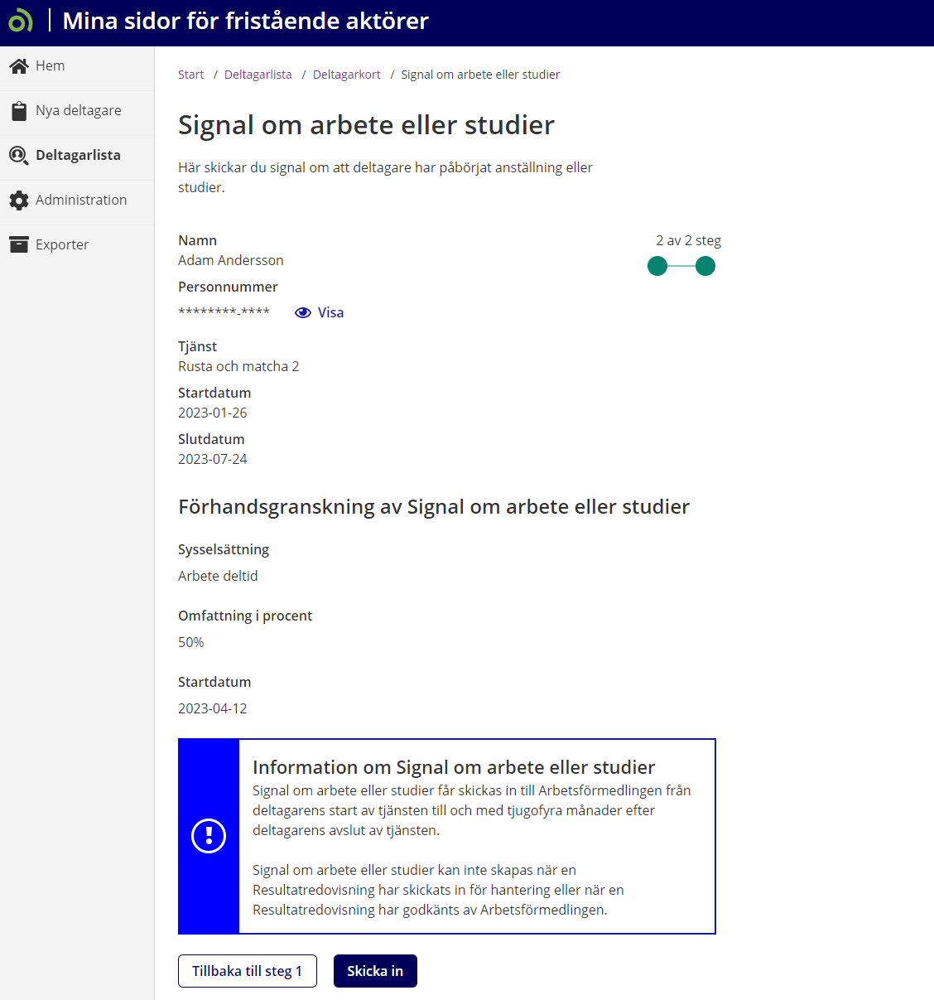 Mina sidor för fristående aktörer
Hem
Nya deltagare
Deltagarlista
Administration
Exporter
Start / Deltagarlista / Deltagarkort / Signal om arbete eller studier
Signal om arbete eller studier
Här skickar du signal om att deltagare har påbörjat anställning eller
studier.
Namn
Adam Andersson
2 av 2 steg
Personnummer
********-**** Visa
Tjänst
Rusta och matcha 2
Startdatum
2023-01-26
Slutdatum
2023-07-24
Förhandsgranskning av Signal om arbete eller studier
Sysselsättning
Arbete deltid
Omfattning i procent
50%
Startdatum
2023-04-12
Information om Signal om arbete eller studier
Signal om arbete eller studier får skickas in till Arbetsförmedlingen från
deltagarens start av tjänsten till och med tjugofyra månader efter
deltagarens avslut av tjänsten.
Signal om arbete eller studier kan inte skapas när en
Resultatredovisning har skickats in för hantering eller när en
Resultatredovisning har godkänts av Arbetsförmedlingen.
Tillbaka till steg 1
Skicka in